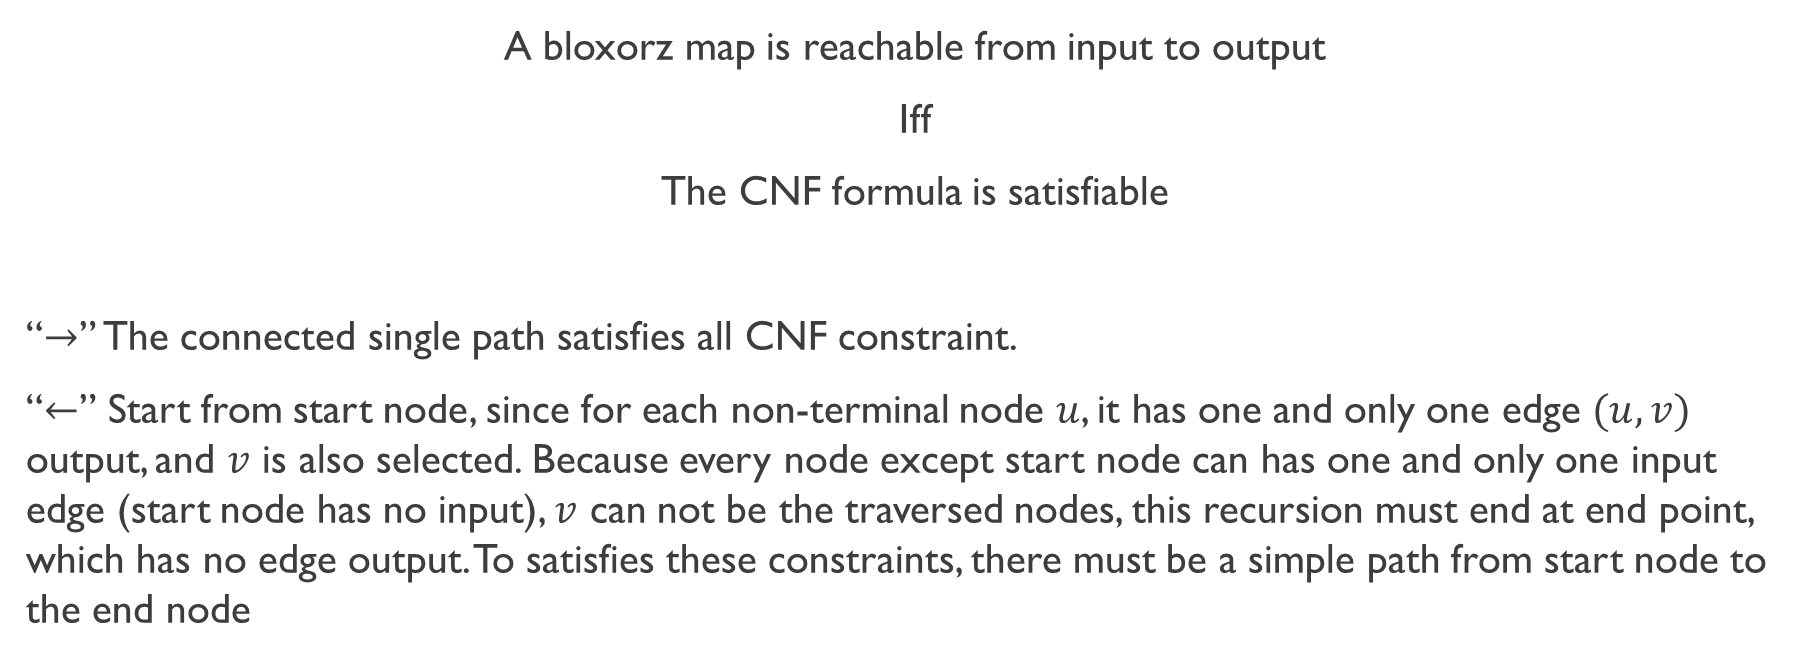 A bloxorz map is reachable from input to output
Iff
The CNF formula is satisfiable
“→” The connected single path satisfies all CNF constraint.
“←” Start from start node, since for each non-terminal node 𝑢, it has one and only one edge (𝑢, 𝑣)
output, and 𝑣 is also selected. Because every node except start node can has one and only one input
edge (start node has no input), 𝑣 can not be the traversed nodes, this recursion must end at end point,
which has no edge output. To satisfies these constraints, there must be a simple path from start node to
the end node